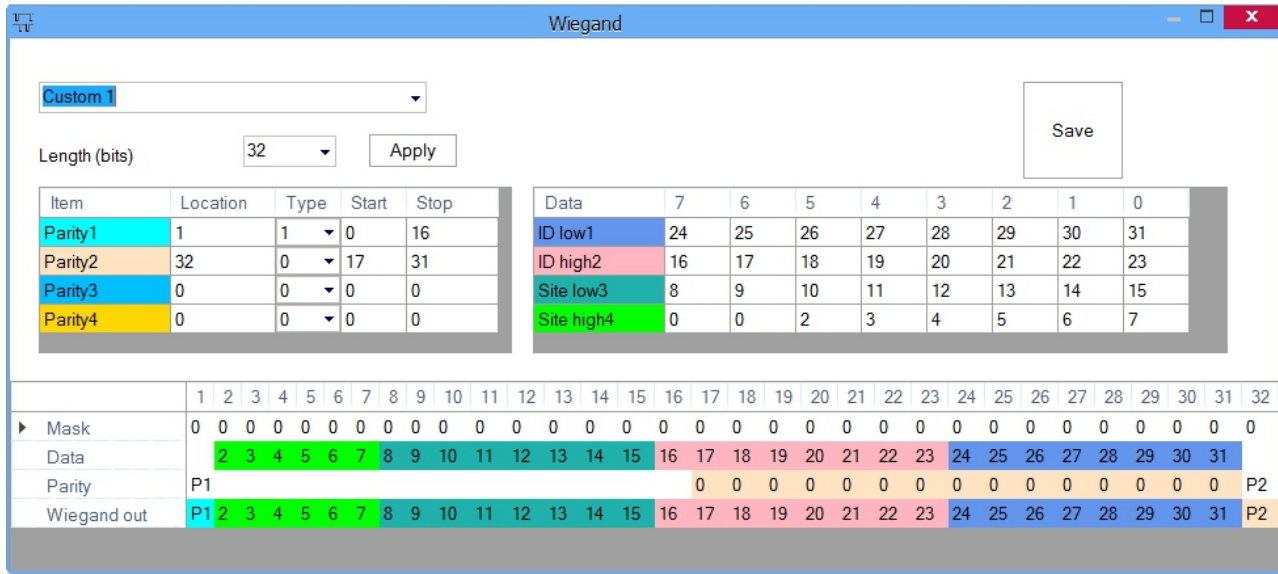 Wiegand
Custom 1
Save
Length (bits) 32 Apply
Item Location Type Start Stop
Parity1 1 1 0 16
Parity2 32 0 17 31
Parity3 0 0 0 0
Parity4 0 0 0 0
Data 7 6 5 4 3 2 1 0
ID low1 24 25 26 27 28 29 30 31
ID high2 16 17 18 19 20 21 22 23
Site low3 8 9 10 11 12 13 14 15
Site high4 0 0 2 3 4 5 6 7
1 2 3 4 5 6 7 8 9 10 11 12 13 14 15 16 17 18 19 20 21 22 23 24 25 26 27 28 29 30 31 32
Mask 0 0 0 0 0 0 0 0 0 0 0 0 0 0 0 0 0 0 0 0 0 0 0 0 0 0 0 0 0 0 0 0
Data 2 3 4 5 6 7 8 9 10 11 12 13 14 15 16 17 18 19 20 21 22 23 24 25 26 27 28 29 30 31
Parity P1 0 0 0 0 0 0 0 0 0 0 0 0 0 0 0 P2
Wiegand out P1 2 3 4 5 6 7 8 9 10 11 12 13 14 15 16 17 18 19 20 21 22 23 24 25 26 27 28 29 30 31 P2